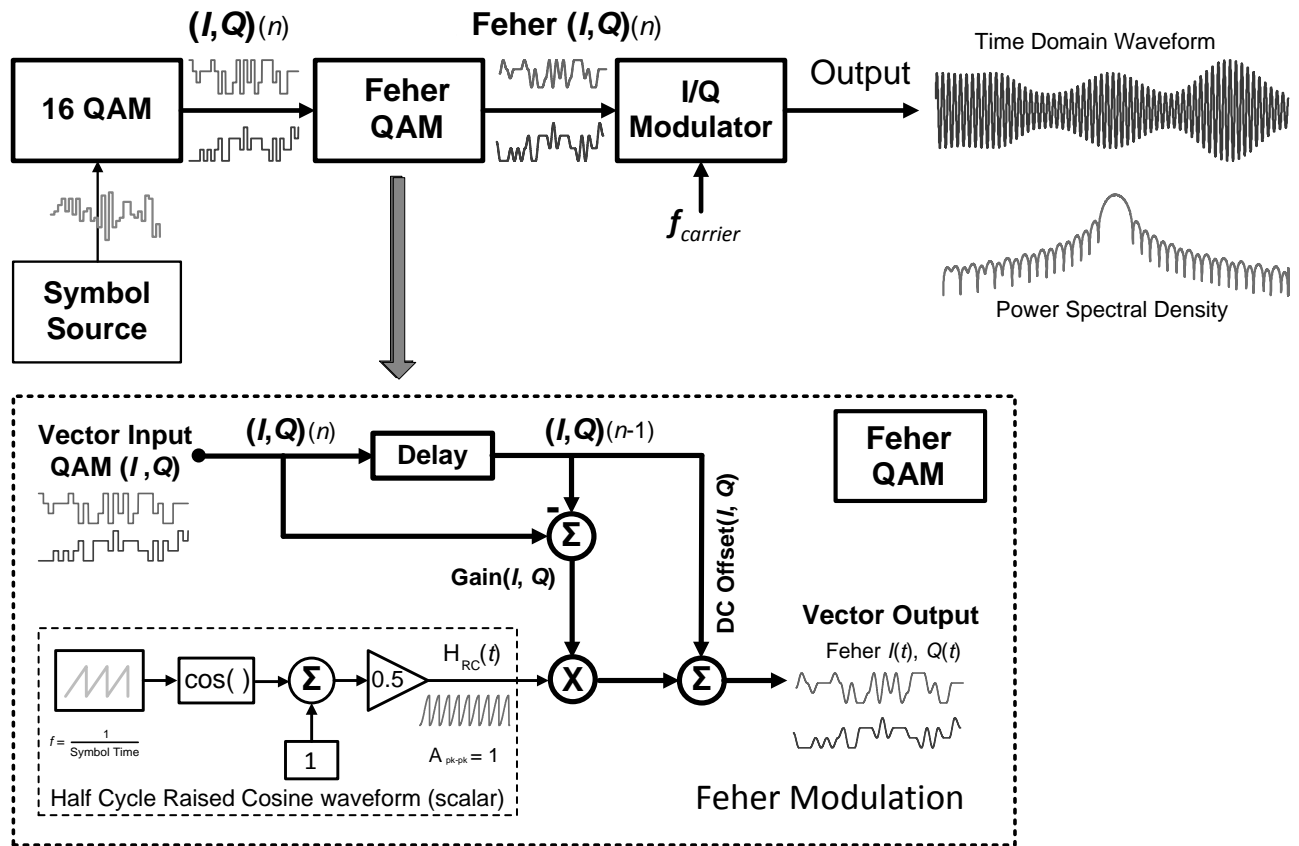 (I,Q)(n)
Feher (I,Q)(n)
Time Domain Waveform
16 QAM
Feher
QAM
I/Q
Modulator
Output
f carrier
Symbol
Source
Power Spectral Density
Vector Input
QAM (I ,Q)
(I,Q)(n)
Delay
(I,Q)(n-1)
Feher
QAM
-
Σ
Gain(I, Q)
DC Offset(I, Q)
Vector Output
Feher I(t), Q(t)
cos( )
Σ
0.5
H RC (t)
X
Σ
f = 1
Symbol Time
1
A pk-pk = 1
Half Cycle Raised Cosine waveform (scalar)
Feher Modulation